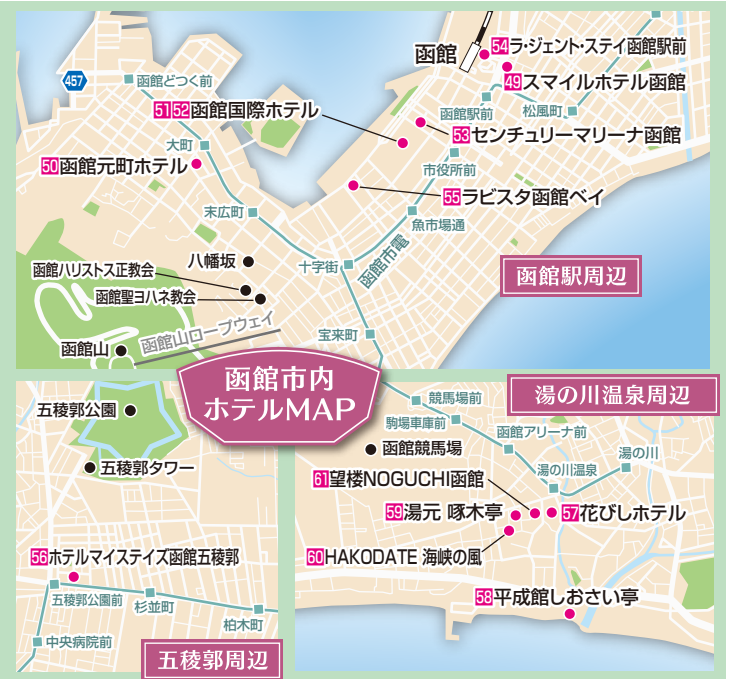 函館
54ラ・ジェント・ステイ函館駅前
457
函館どつく前
49スマイルホテル函館
函館駅前
松風町
5152函館国際ホテル
53センチュリーマリーナ函館
大町
市役所前
50函館元町ホテル
55ラビスタ函館ベイ
末広町
魚市場通
函館市電
八幡坂
十字街
函館ハリストス正教会
函館聖ヨハネ教会
函館駅周辺
函館山ロープウェイ
宝来町
函館山
函館市内
ホテルMAP
五稜郭公園
五稜郭タワー
56ホテルマイステイズ函館五稜郭
五稜郭公園前
杉並町
柏木町
中央病院前
五稜郭周辺
湯の川温泉周辺
競馬場前
駒場車庫前
函館アリーナ前
函館競馬場
湯の川
湯の川温泉
61望楼NOGUCHI函館
59湯元 啄木亭
57花びしホテル
60HAKODATE 海峡の風
58平成館しおさい亭